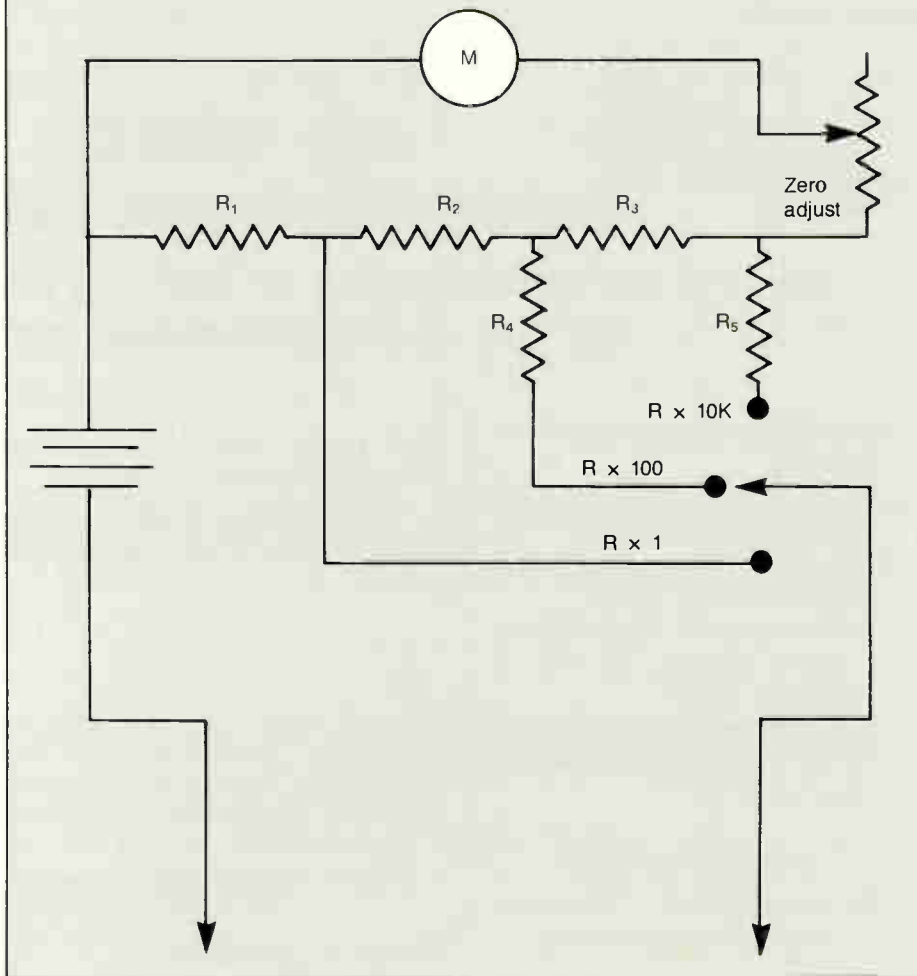 M
Zero
adjust
R₁
R₂
R₃
R₄
R₅
R × 10K
R × 100
R × 1